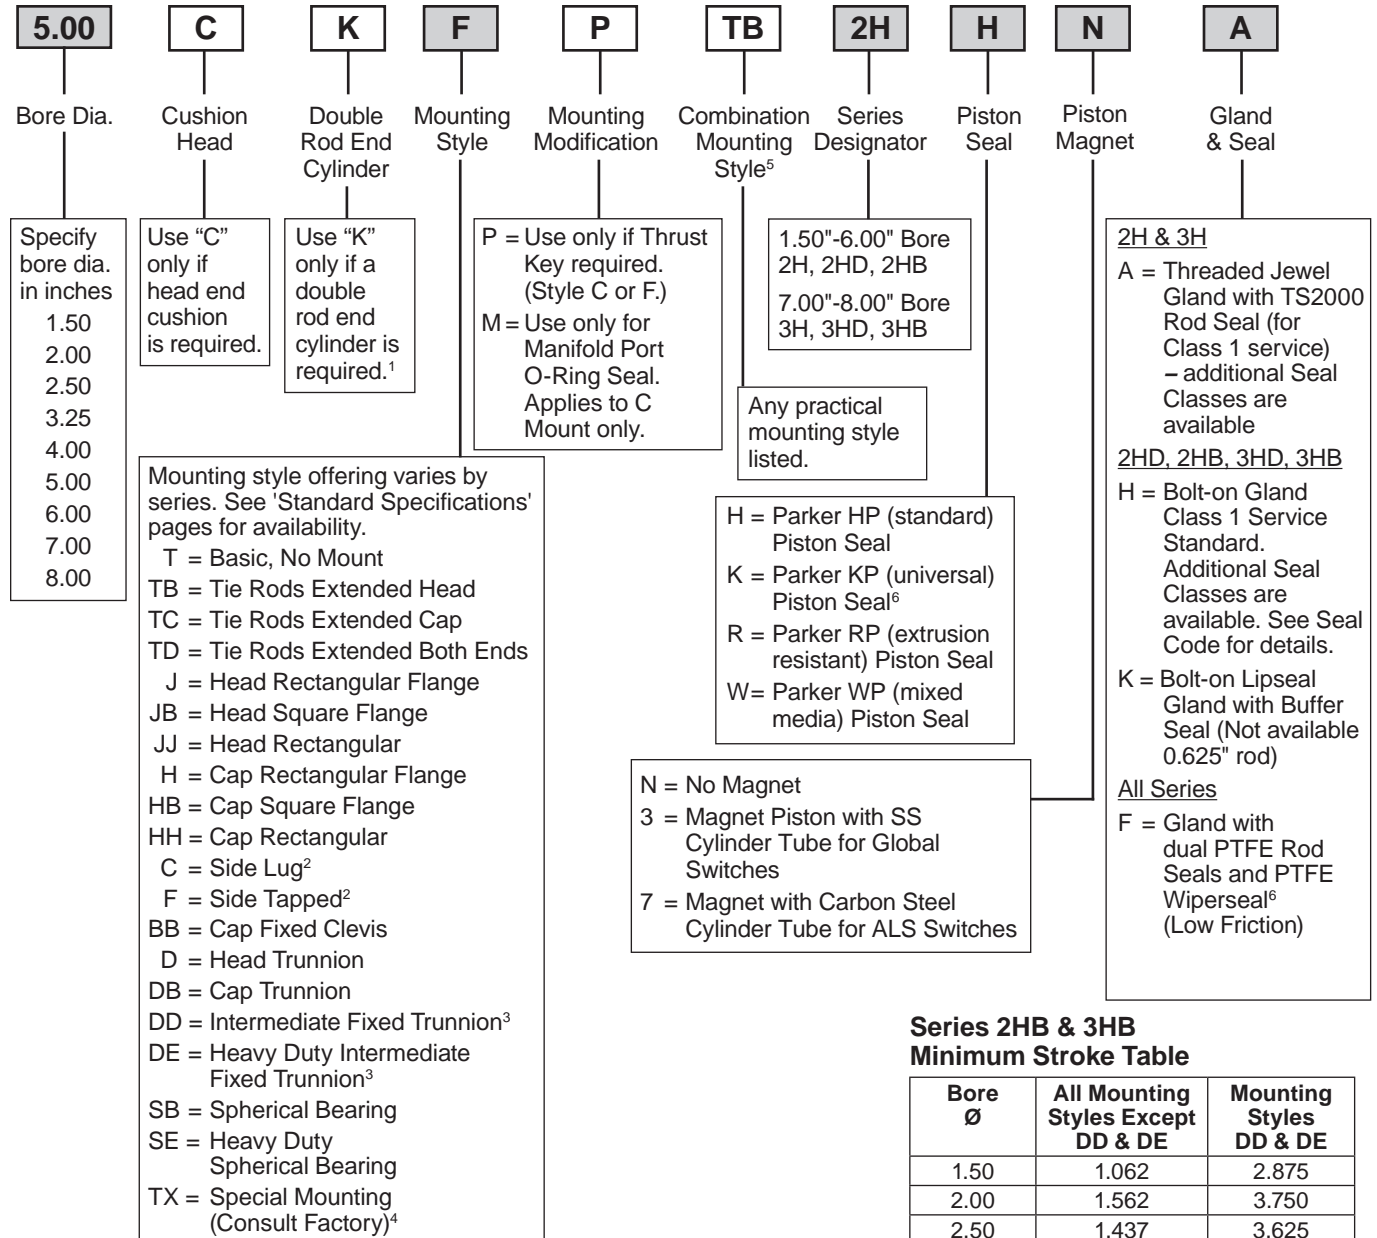 5.00 C K F P TB 2H H N A
Bore Dia.
Cushion
Head
Double
Rod End
Cylinder
Mounting
Style
Mounting
Modification
Combination
Mounting
Style5
Series
Designator
Piston
Seal
Piston
Magnet
Gland
& Seal
Specify
bore dia.
in inches
1.50
2.00
2.50
3.25
4.00
5.00
6.00
7.00
8.00
Use “C”
only if
head end
cushion
is required.
Use “K”
only if a
double
rod end
cylinder is
required.1
Mounting style offering varies by
series. See 'Standard Specifications'
pages for availability.
T = Basic, No Mount
TB = Tie Rods Extended Head
TC = Tie Rods Extended Cap
TD = Tie Rods Extended Both Ends
J = Head Rectangular Flange
JB = Head Square Flange
JJ = Head Rectangular
H = Cap Rectangular Flange
HB = Cap Square Flange
HH = Cap Rectangular
C = Side Lug2
F = Side Tapped2
BB = Cap Fixed Clevis
D = Head Trunnion
DB = Cap Trunnion
DD = Intermediate Fixed Trunnion3
DE = Heavy Duty Intermediate
Fixed Trunnion3
SB = Spherical Bearing
SE = Heavy Duty
Spherical Bearing
TX = Special Mounting
(Consult Factory)4
P = Use only if Thrust
Key required.
(Style C or F.)
M = Use only for
Manifold Port
O-Ring Seal.
Applies to C
Mount only.
Any practical
mounting style
listed.
1.50"-6.00" Bore
2H, 2HD, 2HB
7.00"-8.00" Bore
3H, 3HD, 3HB
H = Parker HP (standard)
Piston Seal
K = Parker KP (universal)
Piston Seal6
R = Parker RP (extrusion
resistant) Piston Seal
W= Parker WP (mixed
media) Piston Seal
N = No Magnet
3 = Magnet Piston with SS
Cylinder Tube for Global
Switches
7 = Magnet with Carbon Steel
Cylinder Tube for ALS Switches
2H & 3H
A = Threaded Jewel
Gland with TS2000
Rod Seal (for
Class 1 service)
– additional Seal
Classes are
available
2HD, 2HB, 3HD, 3HB
H = Bolt-on Gland
Class 1 Service
Standard.
Additional Seal
Classes are
available. See Seal
Code for details.
K = Bolt-on Lipseal
Gland with Buffer
Seal (Not available
0.625" rod)
All Series
F = Gland with
dual PTFE Rod
Seals and PTFE
Wiperseal6
(Low Friction)
Series 2HB & 3HB
Minimum Stroke Table
Bore
Ø
All Mounting
Styles Except
DD & DE
Mounting
Styles
DD & DE
1.50 1.062 2.875
2.00 1.562 3.750
2.50 1.437 3.625